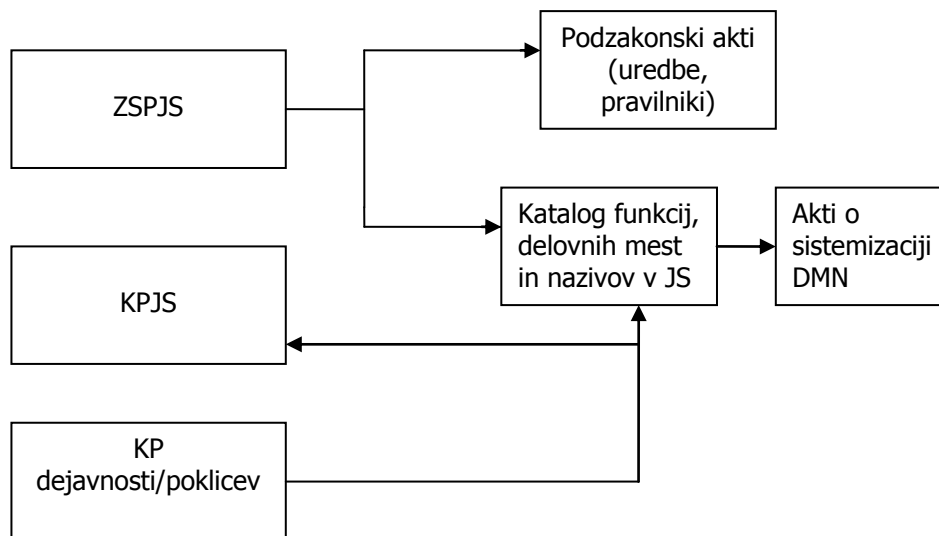 ZSPJS
Podzakonski akti
(uredbe,
pravilniki)
Katalog funkcij,
delovnih mest
in nazivov v JS
Akti o
sistemizaciji
DMN
KPJS
KP
dejavnosti/poklicev